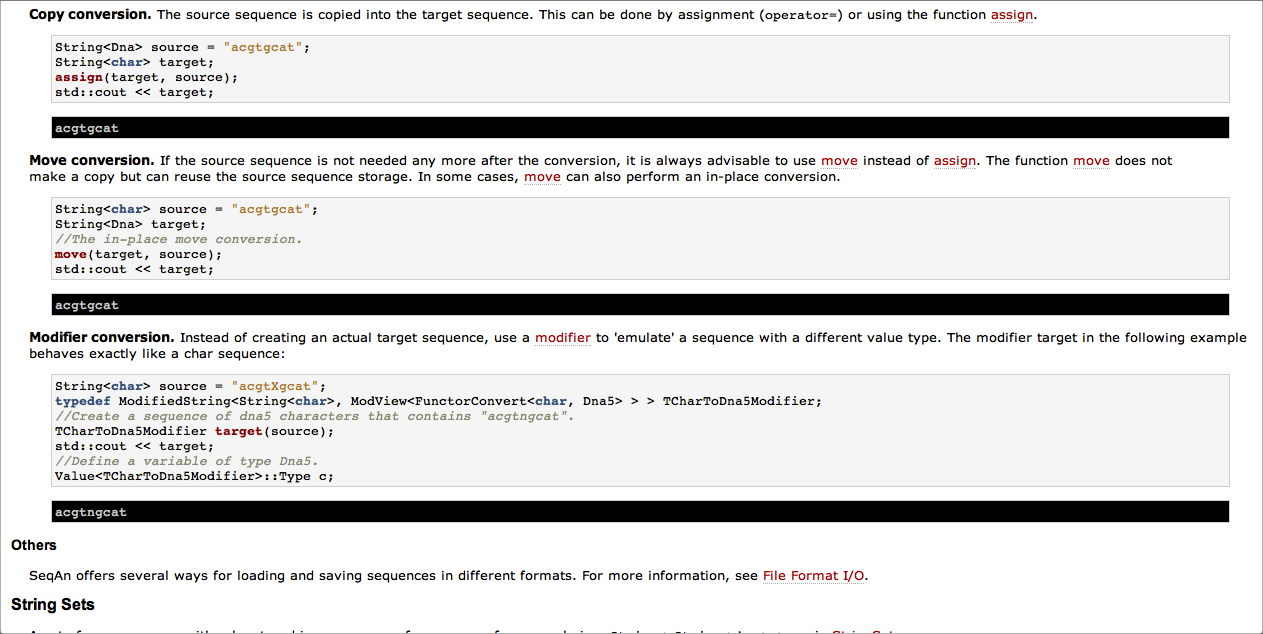 Copy conversion. The source sequence is copied into the target sequence. This can be done by assignment (operator=) or using the function assign.
String<Dna> source = "acgtgcat";
String<char> target;
assign(target, source);
std::cout << target;
acgtgcat
Move conversion. If the source sequence is not needed any more after the conversion, it is always advisable to use move instead of assign. The function move does not
make a copy but can reuse the source sequence storage. In some cases, move can also perform an in-place conversion.
String<char> source = "acgtgcat";
String<Dna> target;
//The in-place move conversion.
move(target, source);
std::cout << target;
acgtgcat
Modifier conversion. Instead of creating an actual target sequence, use a modifier to 'emulate' a sequence with a different value type. The modifier target in the following example
behaves exactly like a char sequence:
String<char> source = "acgtXgcat";
typedef ModifiedString<String<char>, ModView<FunctorConvert<char, Dna5> > > TCharToDna5Modifier;
//Create a sequence of dna5 characters that contains "acgtngcat".
TCharToDna5Modifier target(source);
std::cout << target;
//Define a variable of type Dna5.
Value<TCharToDna5Modifier>::Type c;
acgtngcat
Others
SeqAn offers several ways for loading and saving sequences in different formats. For more information, see File Format I/O.
String Sets